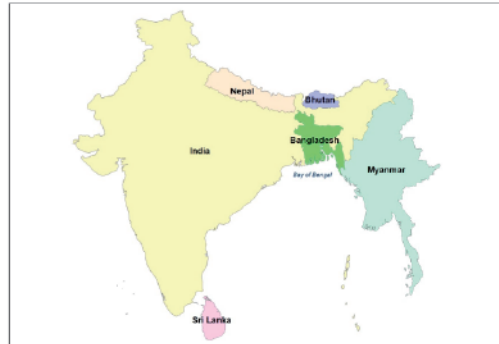 Nepal
Bhutan
Bangladesh
India
Bay of Bengal
Myanmar
Sri Lanka